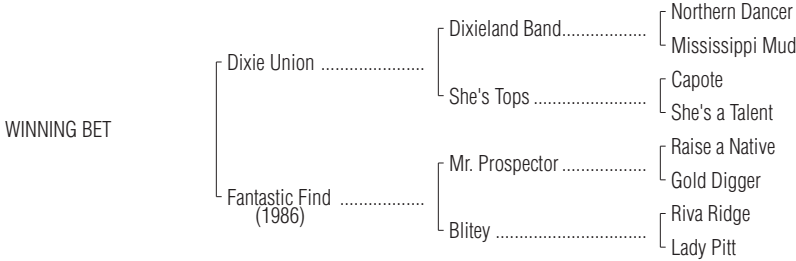 Northern Dancer
Dixieland Band....................
Mississippi Mud
Dixie Union ......................
Capote
She's Tops ........................
She's a Talent
WINNING BET
Raise a Native
Mr. Prospector ..................
Gold Digger
Fantastic Find ..................
(1986)
Riva Ridge
Blitey ................................
Lady Pitt